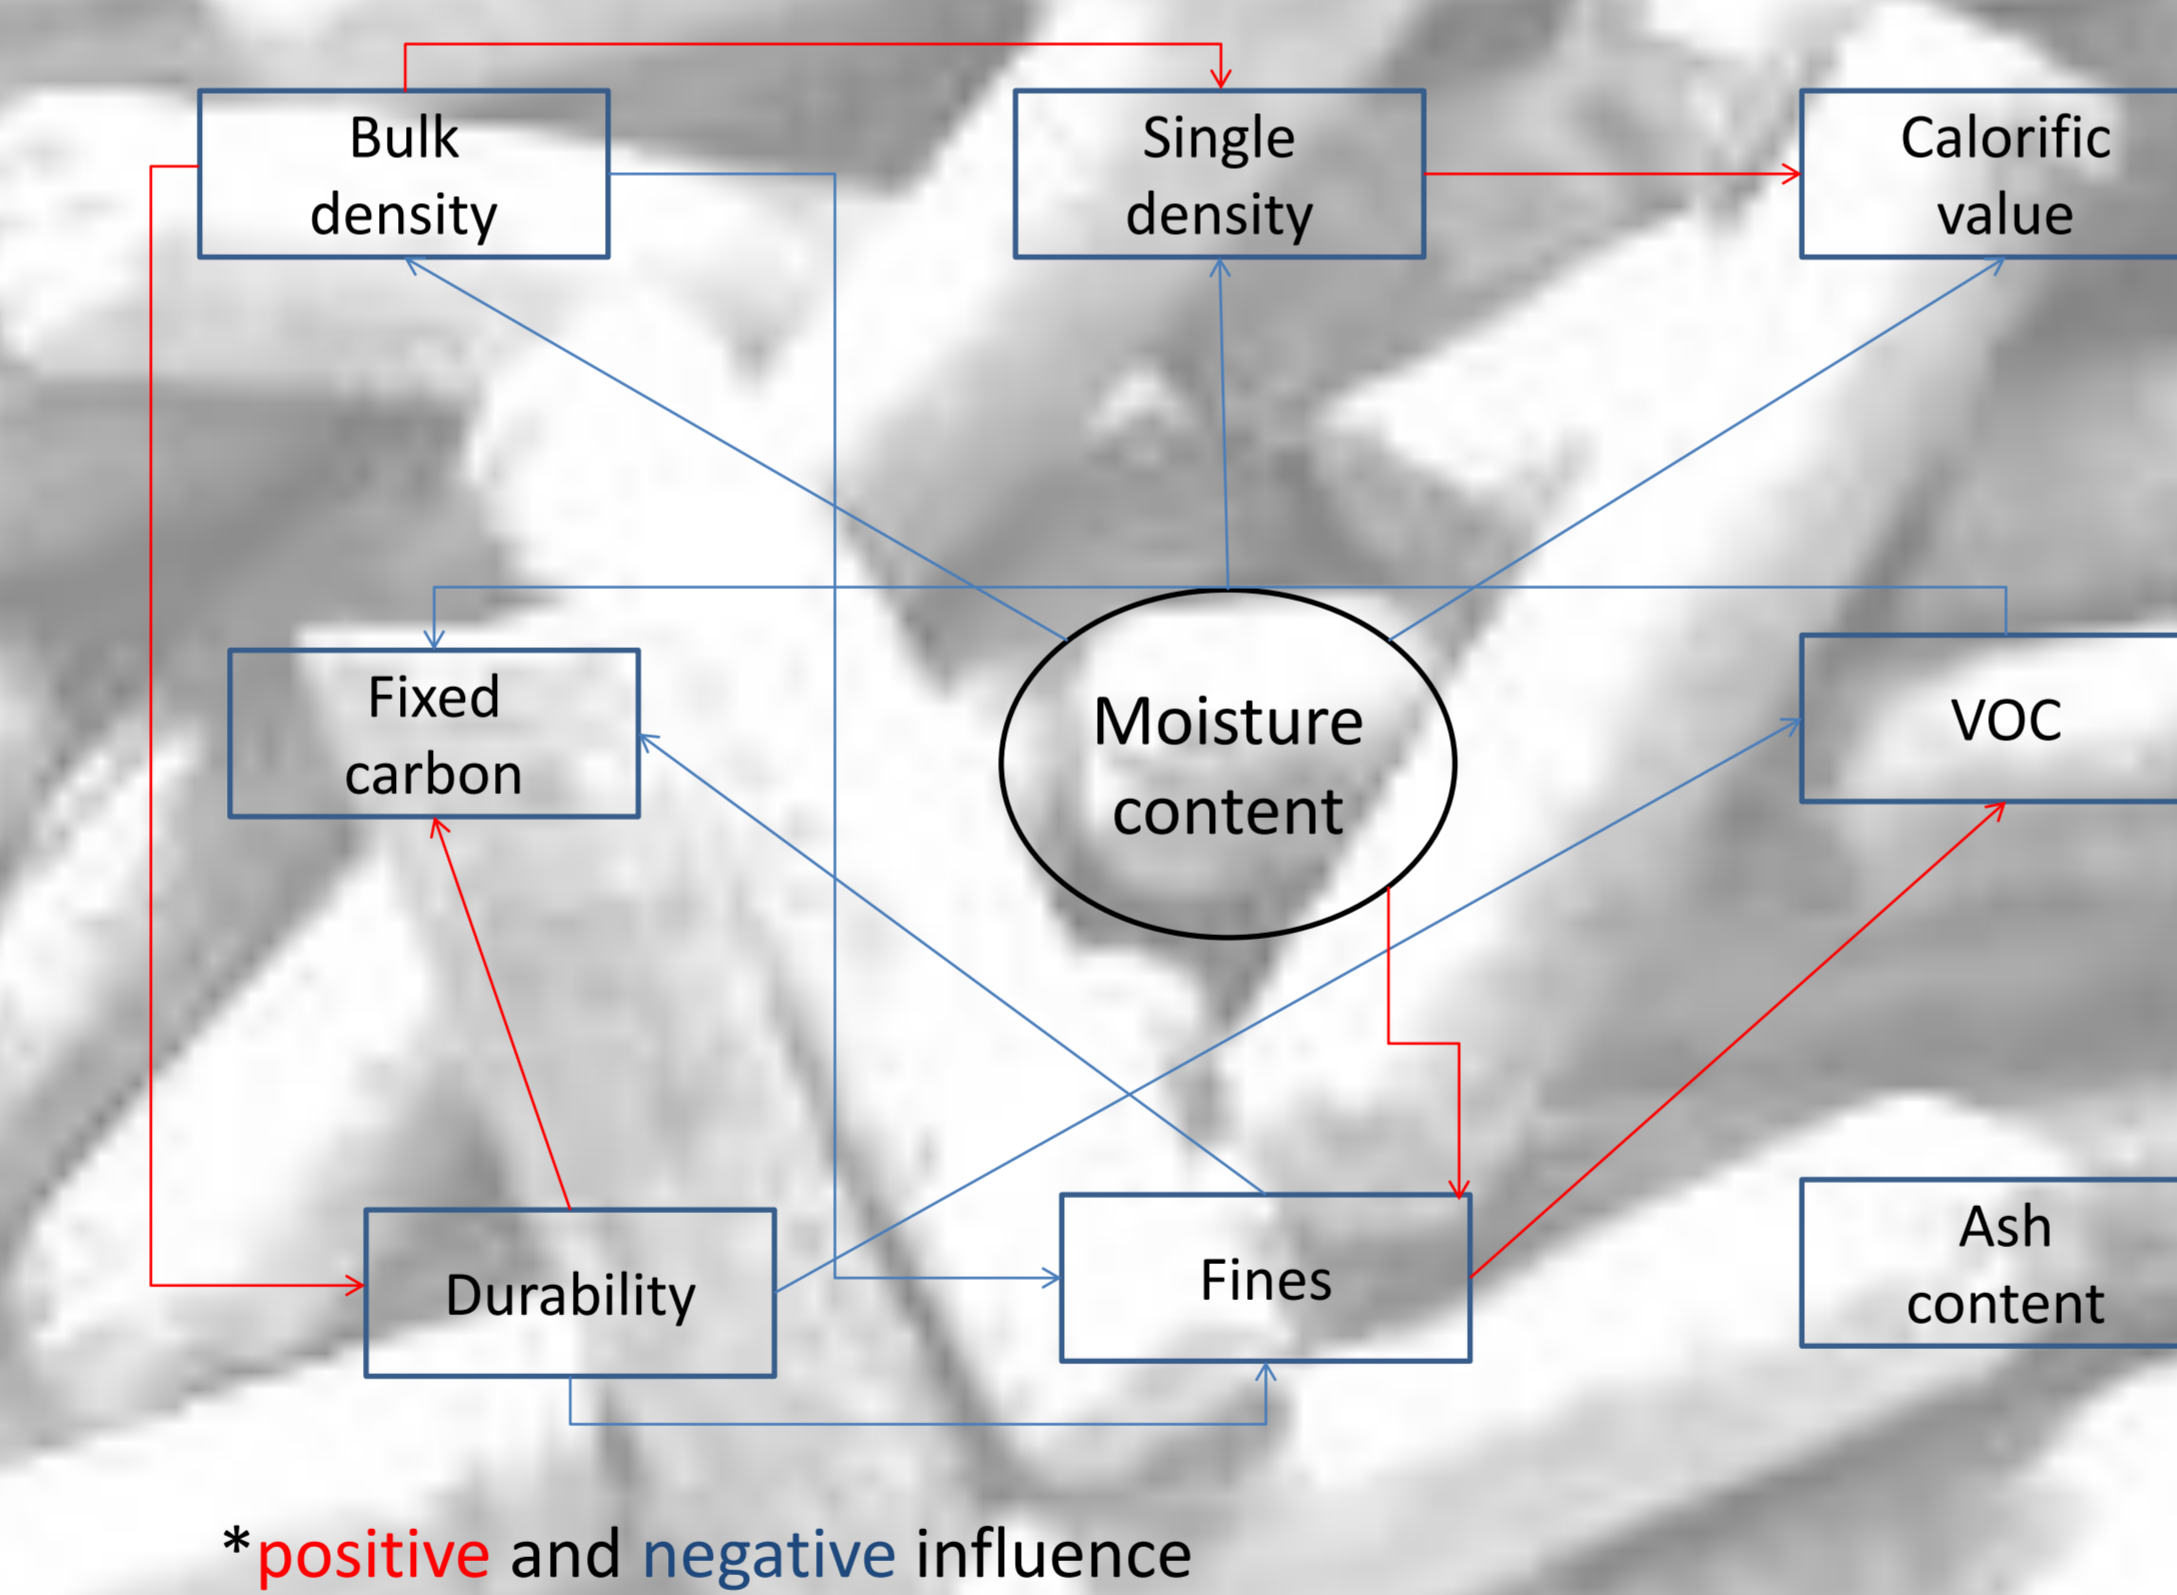 Bulk
density
Single
density
Calorific
value
Fixed
carbon
Moisture
content
VOC
Durability
Fines
Ash
content
*positive and negative influence